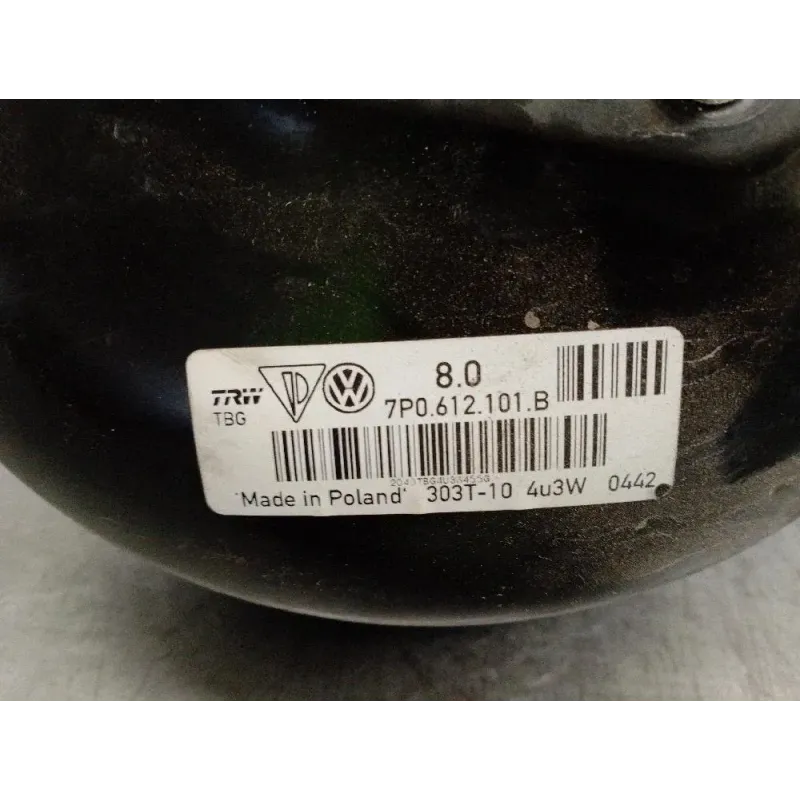 TRW
TBG
8.0
7P0.612.101.B
'Made in Poland' 303T-10 4u3W 0442